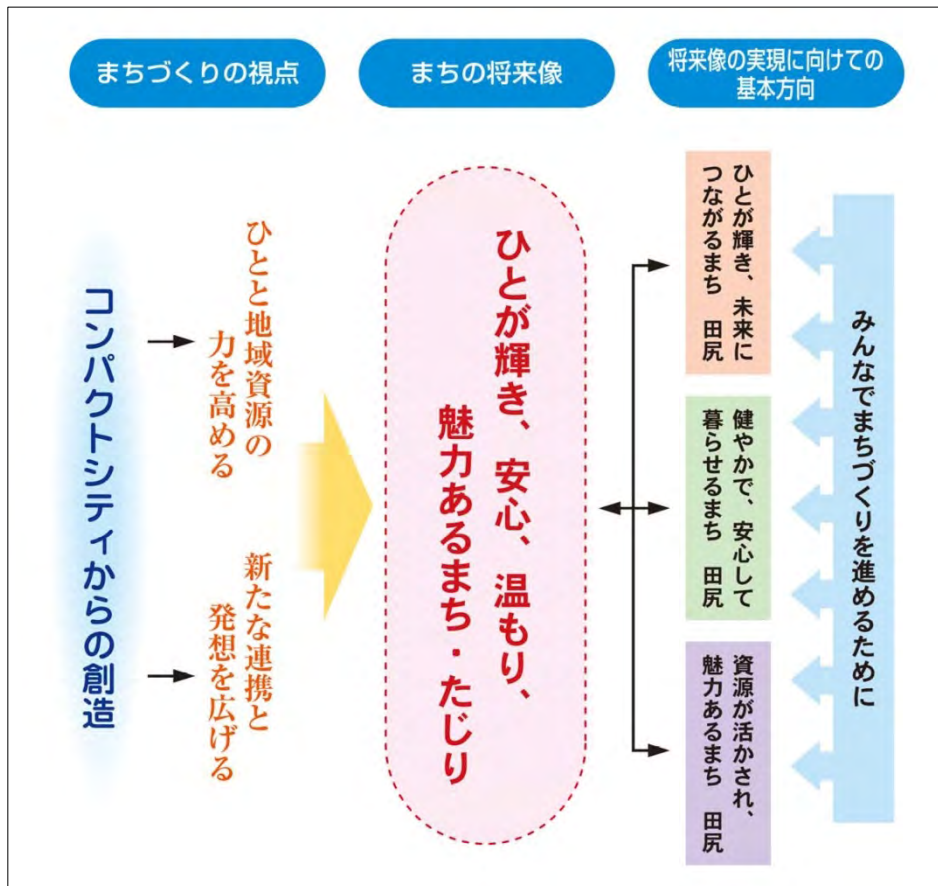 まちづくりの視点
まちの将来像
将来像の実現に向けての
基本方向
コンパクトシティからの創造
ひとと地域資源の
力を高める
新たな連携と
発想を広げる
ひとが輝き、安心、温もり、
魅力あるまち・たじり
ひとが輝き、未来に
つながるまち 田尻
健やかで、安心して
暮らせるまち 田尻
資源が活かされ、
魅力あるまち 田尻
みんなでまちづくりを進めるために